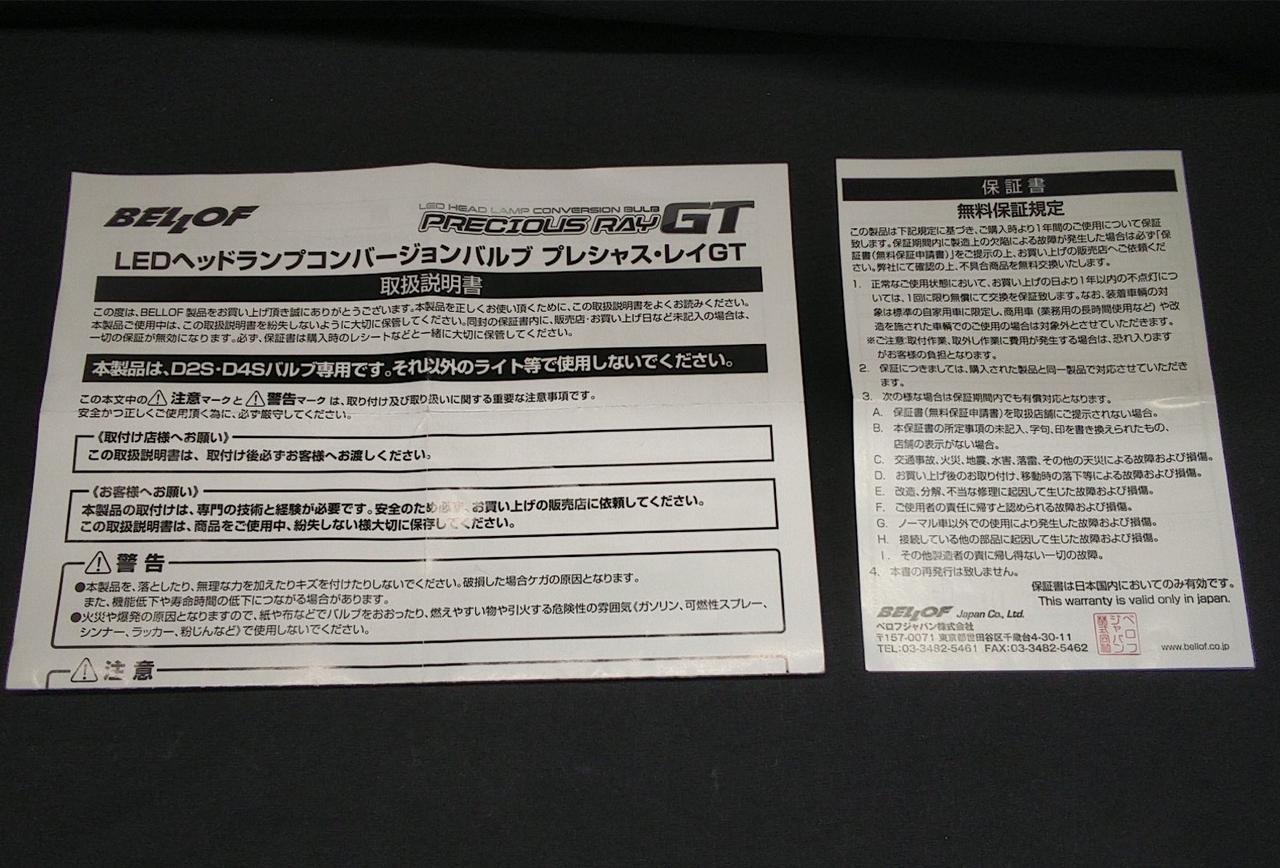 BELLOF
LED HEAD LAMP CONVERSION BULB
PRECIOUS RAY GT
LEDヘッドランプコンバージョンバルブ プレシャス・レイGT
取扱説明書
この度は、BELLOF 製品をお買い上げ頂き誠にありがとうございます。本製品を正しくお使い頂くために、この取扱説明書をよくお読みください。
本製品ご使用中は、この取扱説明書を紛失しないように大切に保管してください。同封の保証書内に、販売店・お買い上げ日など未記入の場合は、
一切の保証が無効になります。必ず、保証書は購入時のレシートなどと一緒に大切に保管してください。
本製品は、D2S・D4Sバルブ専用です。それ以外のライト等で使用しないでください。
この本文中の⚠注意マークと⚠警告マークは、取り付け及び取り扱いに関する重要な注意事項です。
安全かつ正しくご使用頂く為に、必ず厳守してください。
《取付け店様へお願い》
この取扱説明書は、取付け後必ずお客様へお渡しください。
《お客様へお願い》
本製品の取付けは、専門の技術と経験が必要です。安全のため必ず、お買い上げの販売店に依頼してください。
この取扱説明書は、商品をご使用中、紛失しない様大切に保存してください。
⚠警告
●本製品を、落としたり、無理な力を加えたりキズを付けたりしないでください。破損した場合ケガの原因となります。
また、機能低下や寿命時間の低下につながる場合があります。
●火災や爆発の原因となりますので、紙や布などでバルブをおおったり、燃えやすい物や引火する危険性の雰囲気（ガソリン、可燃性スプレー、
シンナー、ラッカー、粉じんなど）で使用しないでください。
⚠注意
保証書
無料保証規定
この製品は下記規定に基づき、ご購入時より1年間のご使用について保証
致します。保証期間内に製造上の欠陥による故障が発生した場合は必ず「保
証書（無料保証申請書）」をご提示の上、お買い上げの販売店へご依頼くだ
さい。弊社にて確認の上、不具合商品を無料交換いたします。
1. 正常なご使用状態において、お買い上げの日より1年以内の不点灯につ
いては、1回に限り無償にて交換を保証致します。なお、装着車輌の対
象は標準の自家用車に限定し、商用車（業務用の長時間使用など）や改
造を施された車輌でのご使用の場合は対象外とさせていただきます。
※ご注意：取付作業、取外し作業に費用が発生する場合は、恐れ入ります
がお客様の負担となります。
2. 保証につきましては、購入された製品と同一製品で対応させていただき
ます。
3. 次の様な場合は保証期間内でも有償対応となります。
A. 保証書（無料保証申請書）を取扱店舗にご提示されない場合。
B. 本保証書の所定事項の未記入、字句、印を書き換えられたもの、
店舗の表示がない場合。
C. 交通事故、火災、地震、水害、落雷、その他の天災による故障および損傷。
D. お買い上げ後のお取り付け、移動時の落下等による故障および損傷。
E. 改造、分解、不当な修理に起因して生じた故障および損傷。
F. ご使用者の責任に帰すと認められる故障および損傷。
G. ノーマル車以外での使用により発生した故障および損傷。
H. 接続している他の部品に起因して生じた故障および損傷。
I. その他製造者の責に帰し得ない一切の故障。
4. 本書の再発行は致しません。
保証書は日本国内においてのみ有効です。
This warranty is valid only in japan.
BELLOF Japan Co., Ltd.
ベロフジャパン株式会社
〒157-0071 東京都世田谷区千歳台4-30-11
TEL:03-3482-5461 FAX:03-3482-5462
ベロフ
ジャパン
株式会社
www.bellof.co.jp